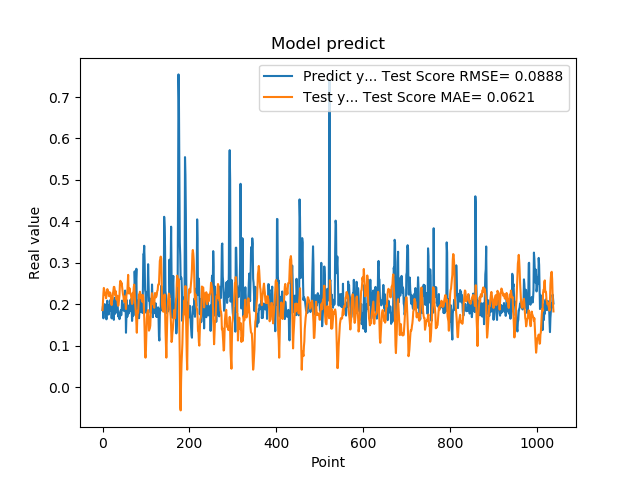 Model predict
Predict y... Test Score RMSE= 0.0888
Test y... Test Score MAE= 0.0621
0.7
0.6
0.5
0.4
0.3
0.2
0.1
0.0
Real value
0 200 400 600 800 1000
Point